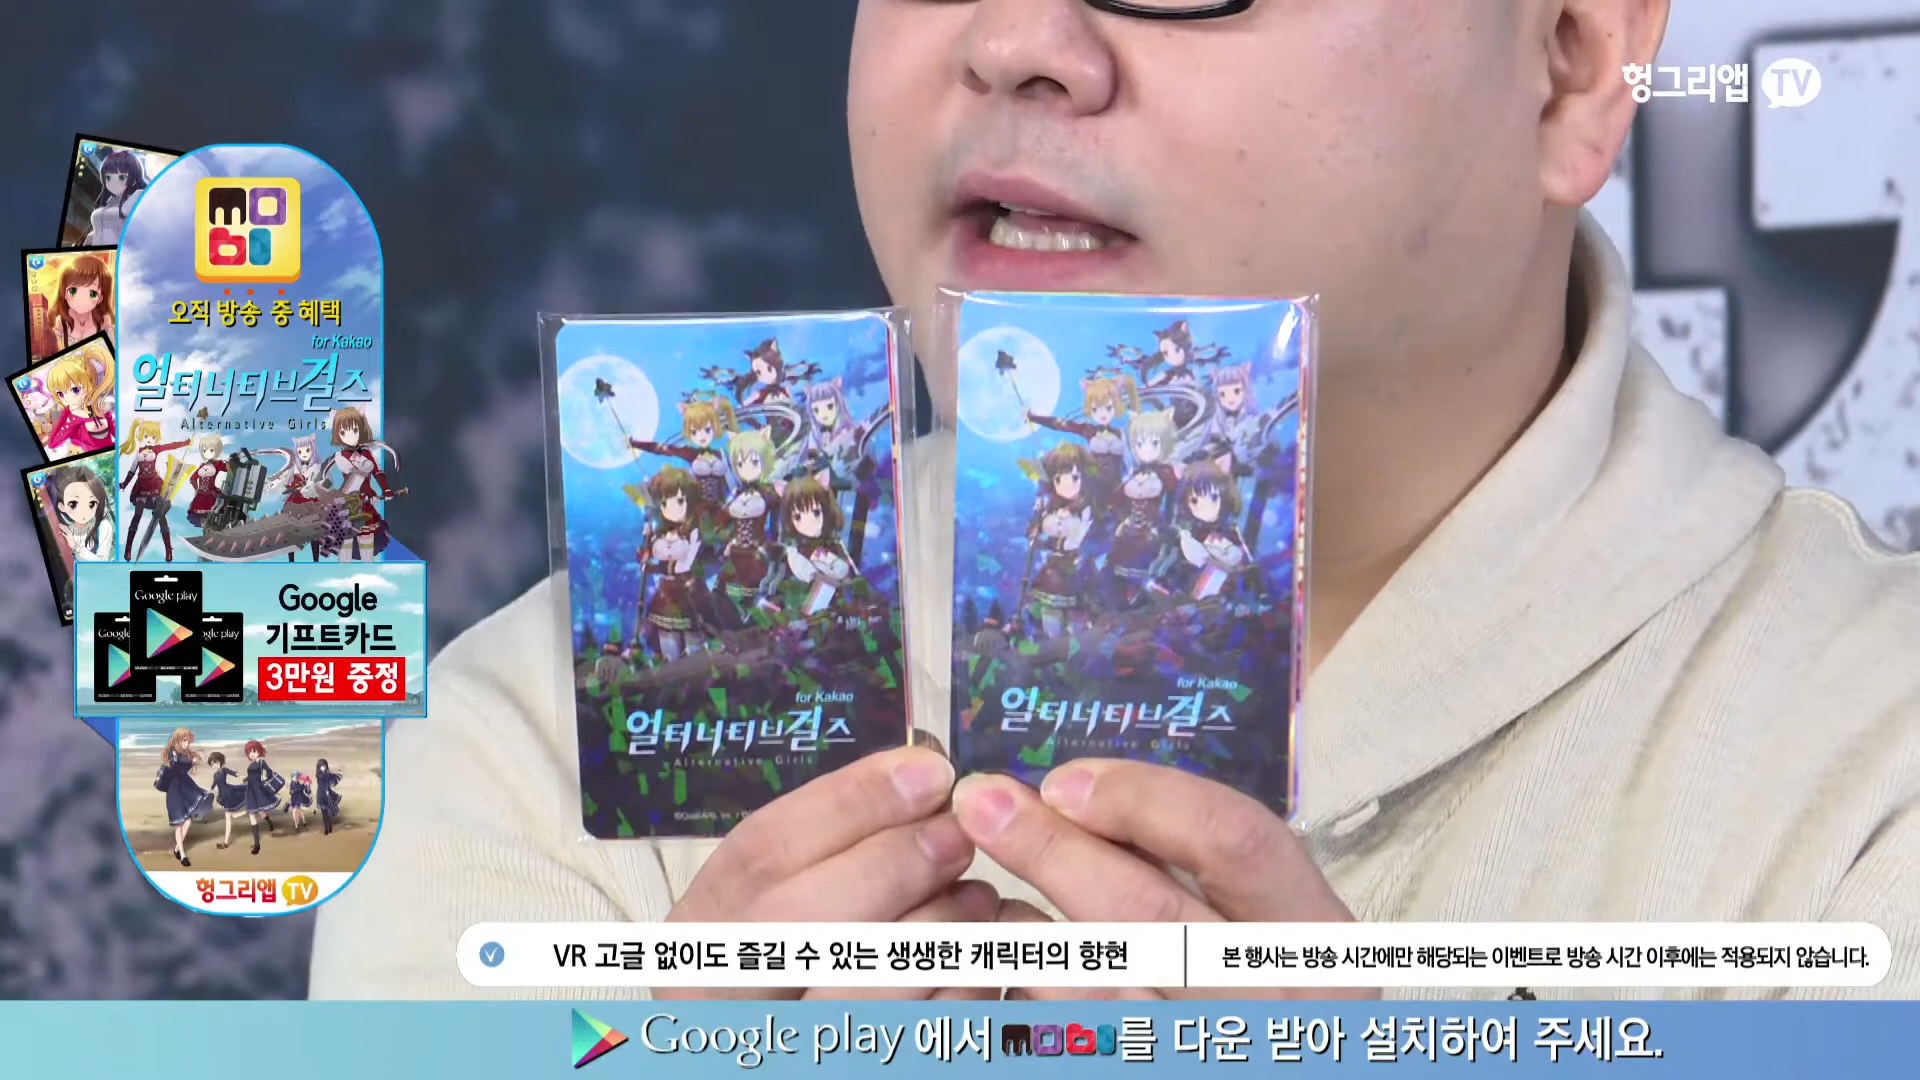 헝그리앱 TV
mobi
오직 방송 중 혜택
for Kakao
얼터너티브걸즈
Alternative Girls
Google play
Google play
Google
기프트카드
3만원 증정
헝그리앱 TV
for Kakao
얼터너티브걸즈
Alternative Girls
for Kakao
얼터너티브걸즈
Alternative Girls
VR 고글 없이도 즐길 수 있는 생생한 캐릭터의 향현
본 행사는 방송 시간에만 해당되는 이벤트로 방송 시간 이후에는 적용되지 않습니다.
Google play에서 mobi를 다운 받아 설치하여 주세요.